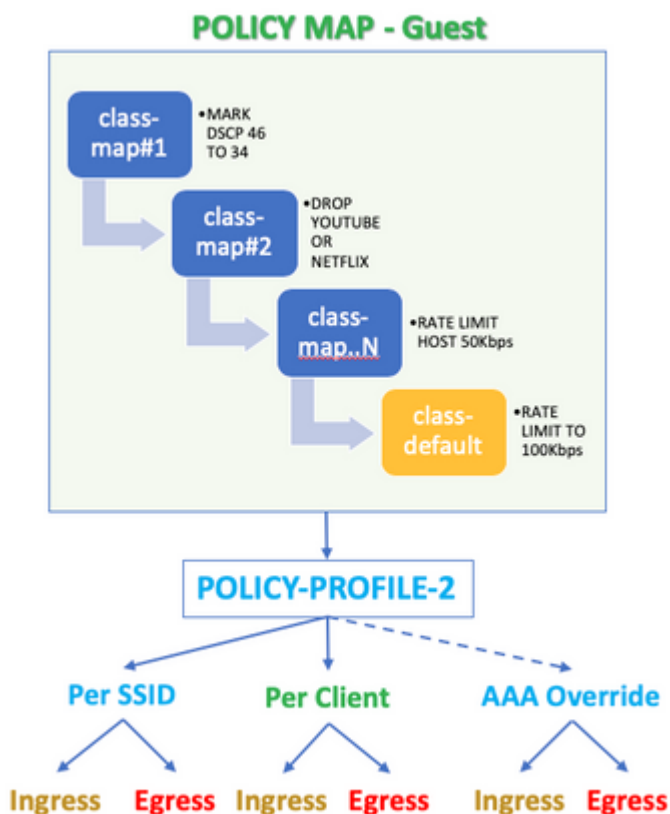 POLICY MAP - Guest
class-
map#1
•MARK
DSCP 46
TO 34
class-
map#2
•DROP
YOUTUBE
OR
NETFLIX
class-
map..N
•RATE LIMIT
HOST 50Kbps
class-
default
•RATE
LIMIT TO
100Kbps
POLICY-PROFILE-2
Per SSID Per Client AAA Override
Ingress Egress Ingress Egress Ingress Egress